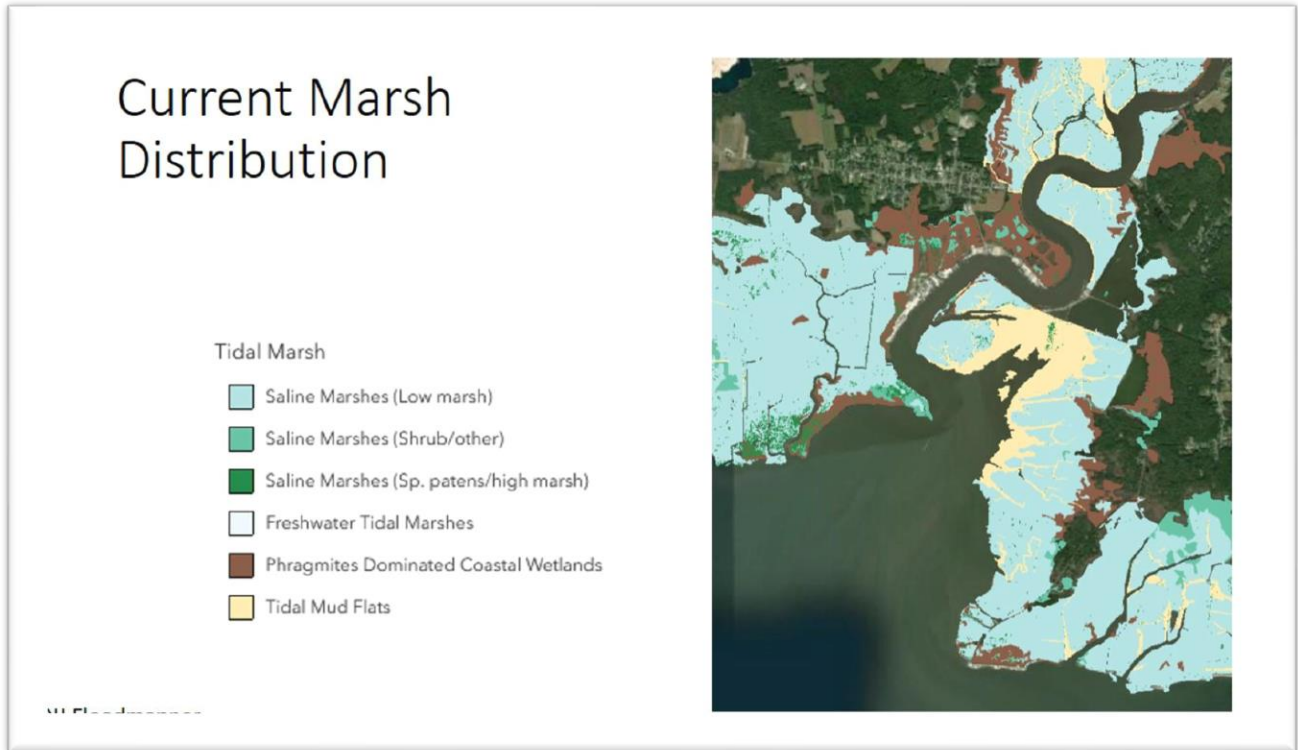 Current Marsh
Distribution
Tidal Marsh
Saline Marshes (Low marsh)
Saline Marshes (Shrub/other)
Saline Marshes (Sp. patens/high marsh)
Freshwater Tidal Marshes
Phragmites Dominated Coastal Wetlands
Tidal Mud Flats